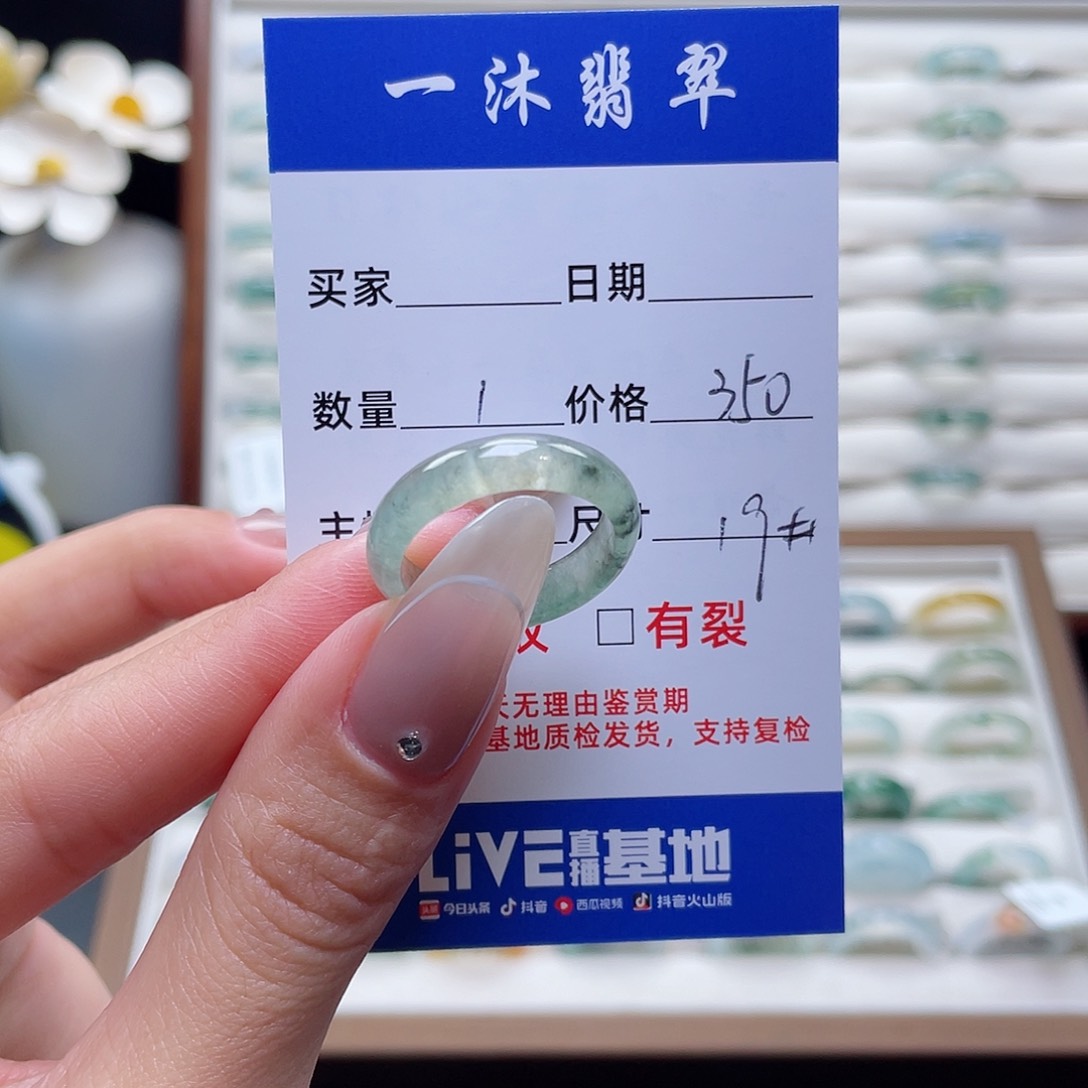 一沐翡翠
买家 日期
数量 1 价格 350
主 尺寸 19#
□有裂
天无理由鉴赏期
基地质检发货，支持复检
LiVE直播基地
头条 今日头条 抖音 西瓜视频 抖音火山版